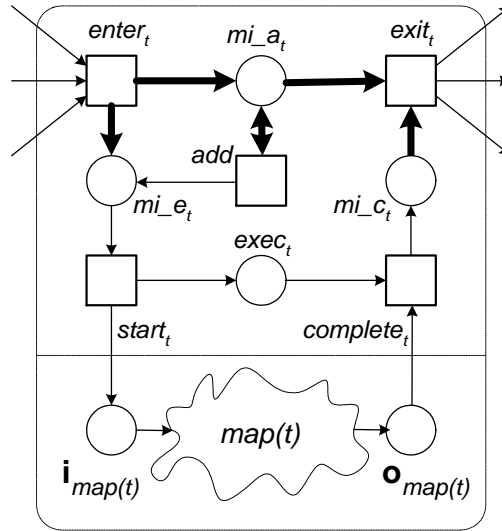 enter_t
mi_a_t
exit_t
add
mi_e_t
mi_c_t
exec_t
start_t
complete_t
map(t)
i_map(t)
o_map(t)